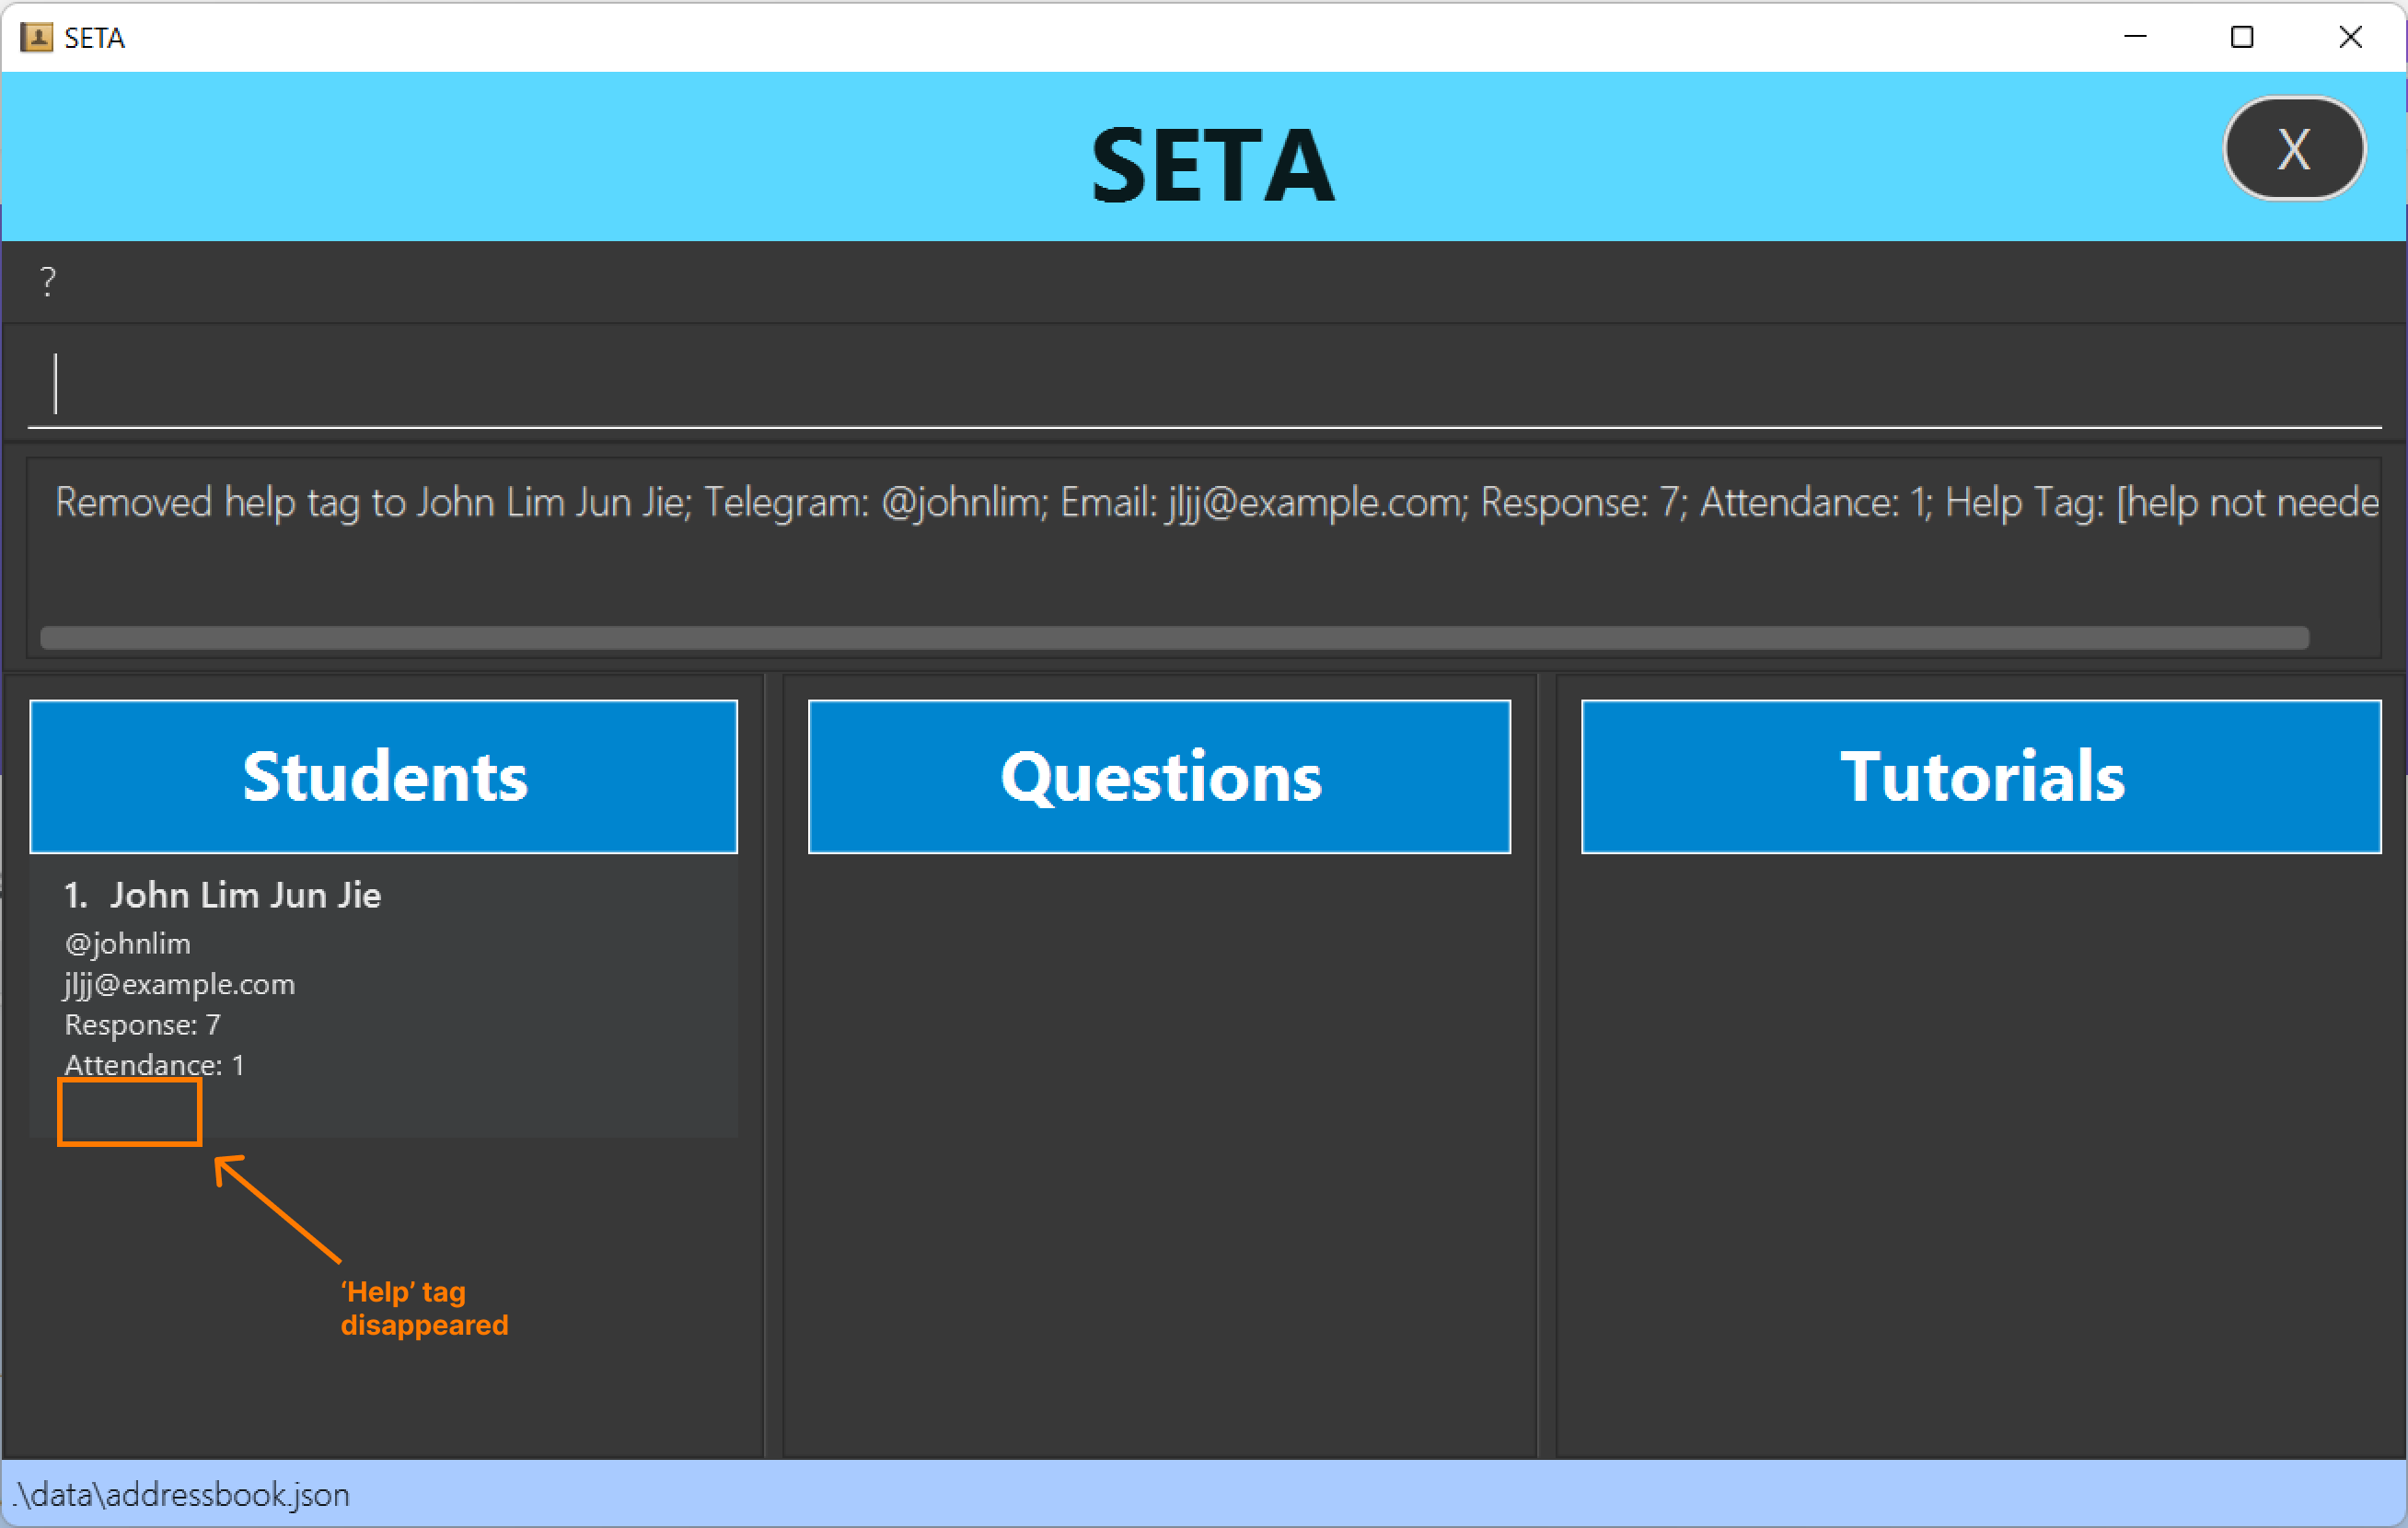 SETA
SETA
X
?
Removed help tag to John Lim Jun Jie; Telegram: @johnlim; Email: jljj@example.com; Response: 7; Attendance: 1; Help Tag: [help not neede
Students
Questions
Tutorials
1. John Lim Jun Jie
@johnlim
jljj@example.com
Response: 7
Attendance: 1
‘Help’ tag
disappeared
.\data\addressbook.json